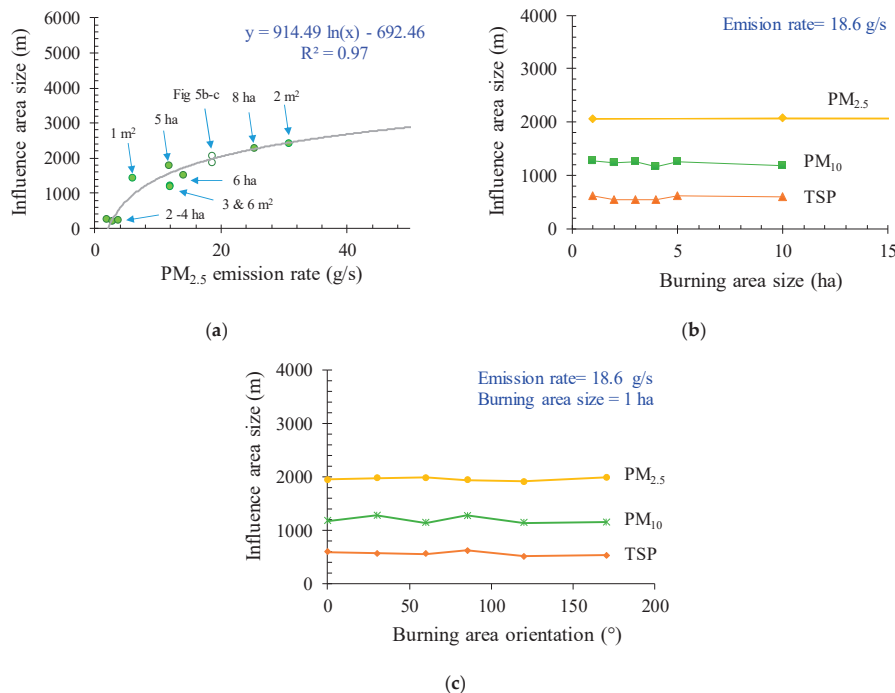 6000
5000
4000
3000
2000
1000
0
0
20
40
Influence area size (m)
PM2.5 emission rate (g/s)
y = 914.49 ln(x) - 692.46
R² = 0.97
Fig 5b-c
8 ha
2 m²
5 ha
1 m²
6 ha
3 & 6 m²
2 -4 ha
(a)
4000
3000
2000
1000
0
0
5
10
15
Influence area size (m)
Burning area size (ha)
Emision rate= 18.6 g/s
PM2.5
PM10
TSP
(b)
4000
3000
2000
1000
0
0
50
100
150
200
Influence area size (m)
Burning area orientation (°)
Emission rate= 18.6 g/s
Burning area size = 1 ha
PM2.5
PM10
TSP
(c)